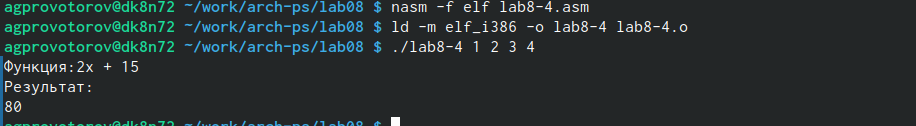 agprovotorov@dk8n72 ~/work/arch-ps/lab08 $ nasm -f elf lab8-4.asm
agprovotorov@dk8n72 ~/work/arch-ps/lab08 $ ld -m elf_i386 -o lab8-4 lab8-4.o
agprovotorov@dk8n72 ~/work/arch-ps/lab08 $ ./lab8-4 1 2 3 4
Функция:2x + 15
Результат:
80
agprovotorov@dk8n72 ~/work/arch-ps/lab08 $